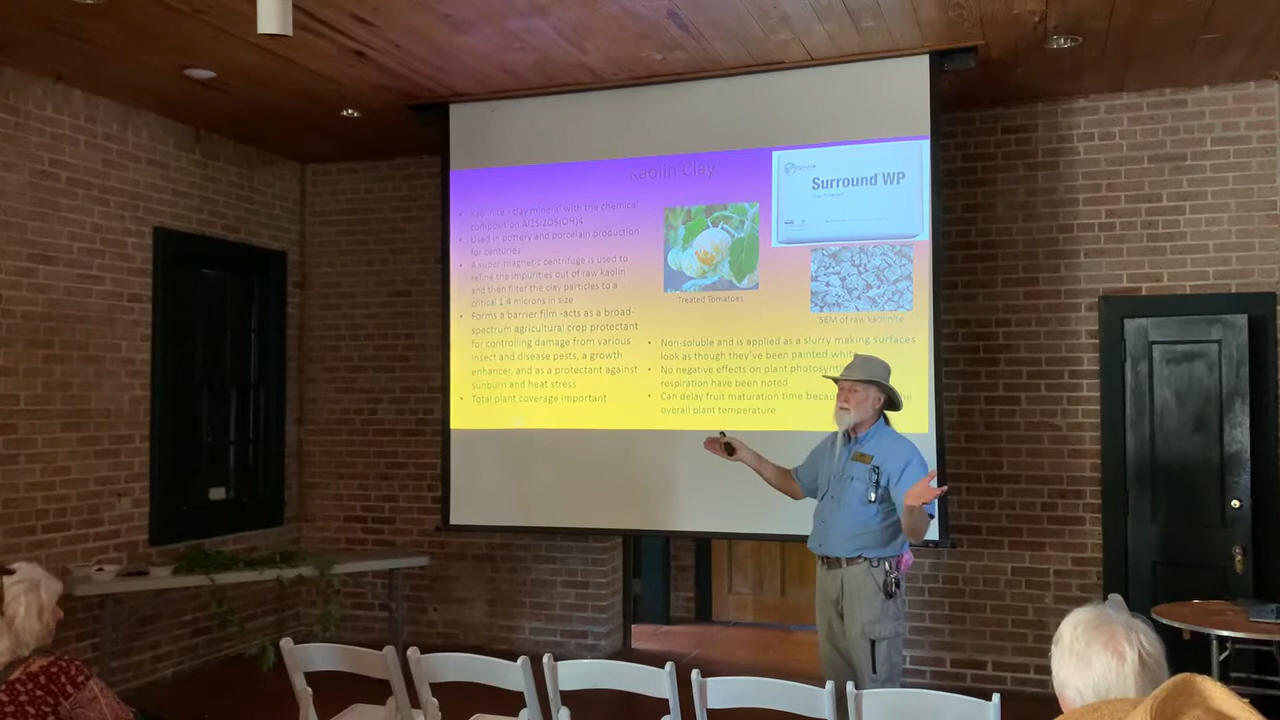 Kaolin Clay
• Kaolinite - clay mineral with the chemical
composition Al2Si2O5(OH)4
• Used in pottery and porcelain production
for centuries
• A super-magnetic centrifuge is used to
refine the impurities out of raw kaolin
and then filter the clay particles to a
critical 1.4 microns in size
• Forms a barrier film -acts as a broad-
spectrum agricultural crop protectant
for controlling damage from various
insect and disease pests, a growth
enhancer, and as a protectant against
sunburn and heat stress
• Total plant coverage important
Treated Tomatoes
Surround WP
SEM of raw kaolinite
• Non-soluble and is applied as a slurry making surfaces
look as though they've been painted whit
• No negative effects on plant photosynt
respiration have been noted
• Can delay fruit maturation time becau
overall plant temperature